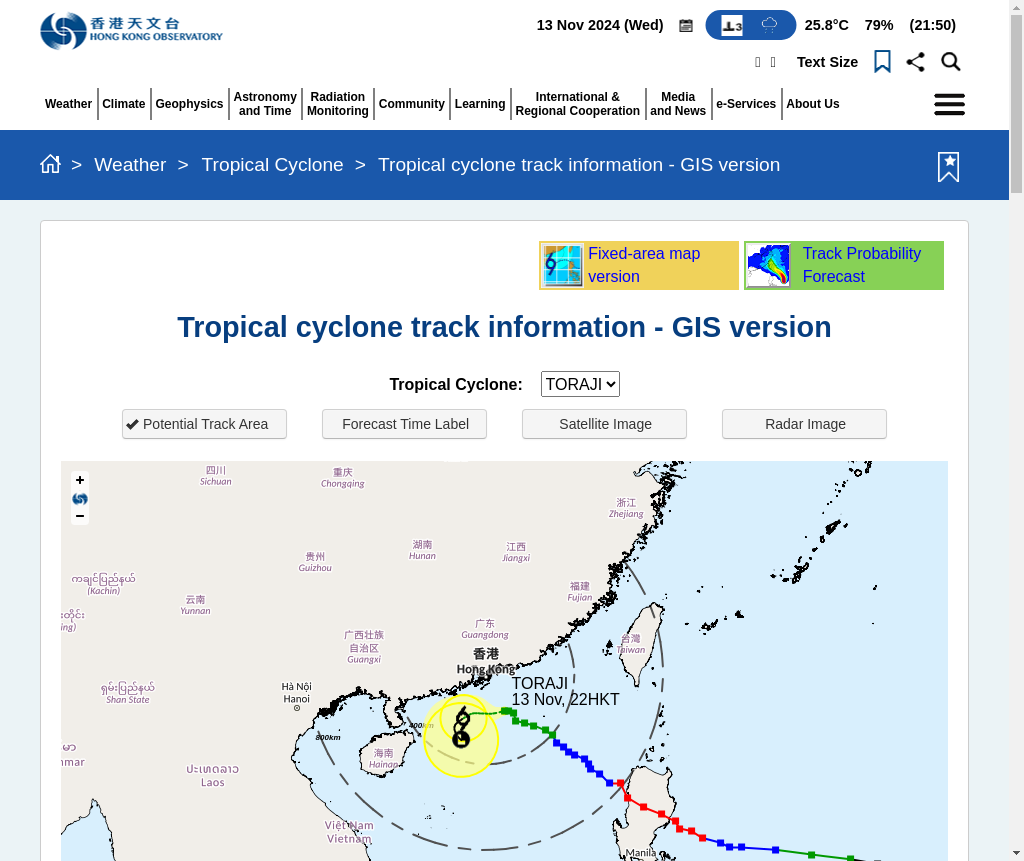 香港天文台
HONG KONG OBSERVATORY
13 Nov 2024 (Wed)
3
25.8°C 79% (21:50)
Text Size
Weather
Climate
Geophysics
Astronomy
and Time
Radiation
Monitoring
Community
Learning
International &
Regional Cooperation
Media
and News
e-Services
About Us
> Weather > Tropical Cyclone > Tropical cyclone track information - GIS version
Fixed-area map
version
Track Probability
Forecast
Tropical cyclone track information - GIS version
Tropical Cyclone: TORAJI
Potential Track Area
Forecast Time Label
Satellite Image
Radar Image
+
−
四川
Sichuan
重庆
Chongqing
浙江
Zhejiang
湖南
Hunan
江西
Jiangxi
贵州
Guizhou
ကချင်ပြည်နယ်
(Kachin)
福建
Fujian
云南
Yunnan
တိုင်း
ing)
广东
Guangdong
广西壮族
自治区
Guangxi
台灣
Taiwan
香港
Hong Kong
ရှမ်းပြည်နယ်
Shan State
Hà Nội
Hanoi
TORAJI
13 Nov, 22HKT
400km
800km
မာ
nmar
海南
Hainan
ປະເທດລາວ
Laos
Việt Nam
Vietnam
Manila